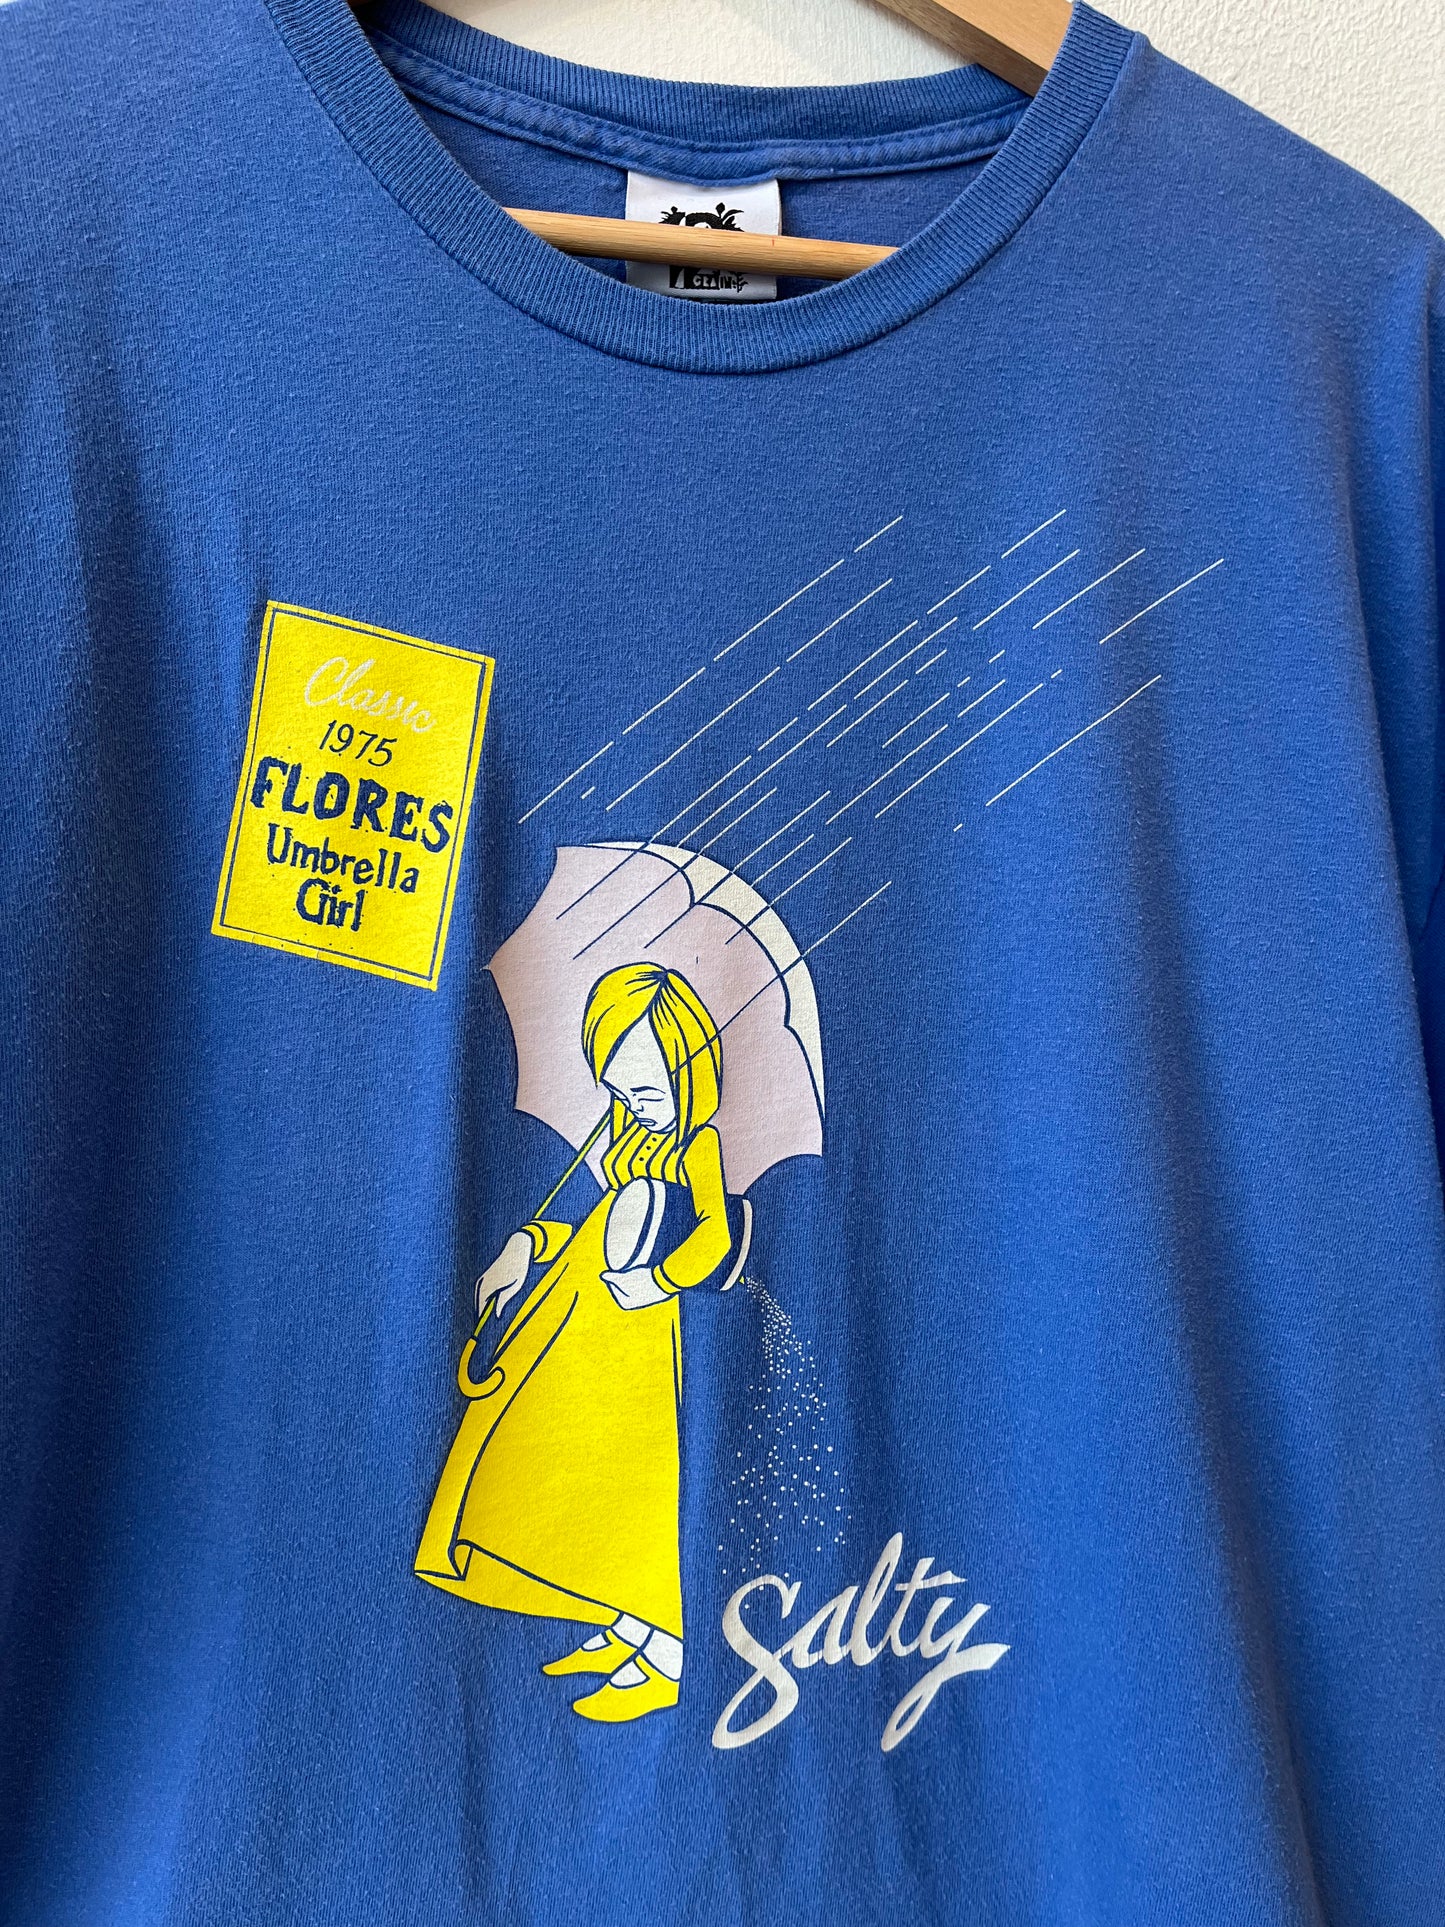 Classic
1975
FLORES
Umbrella
Girl
Salty